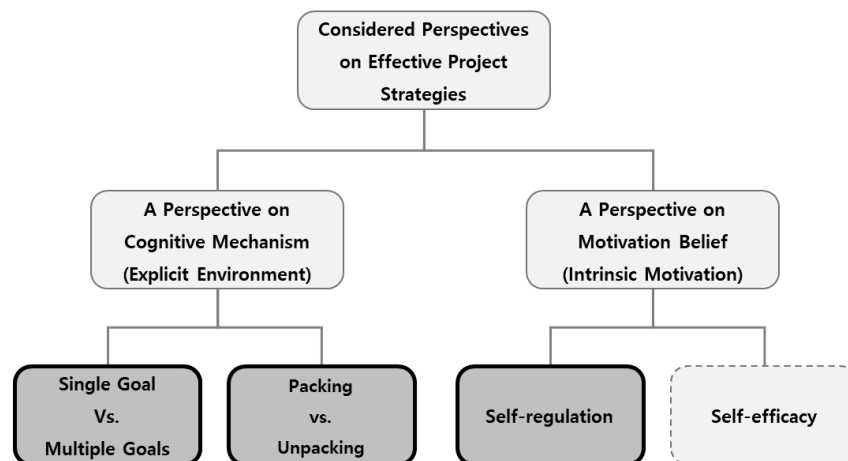 Considered Perspectives
on Effective Project
Strategies
A Perspective on
Cognitive Mechanism
(Explicit Environment)
A Perspective on
Motivation Belief
(Intrinsic Motivation)
Single Goal
Vs.
Multiple Goals
Packing
vs.
Unpacking
Self-regulation
Self-efficacy